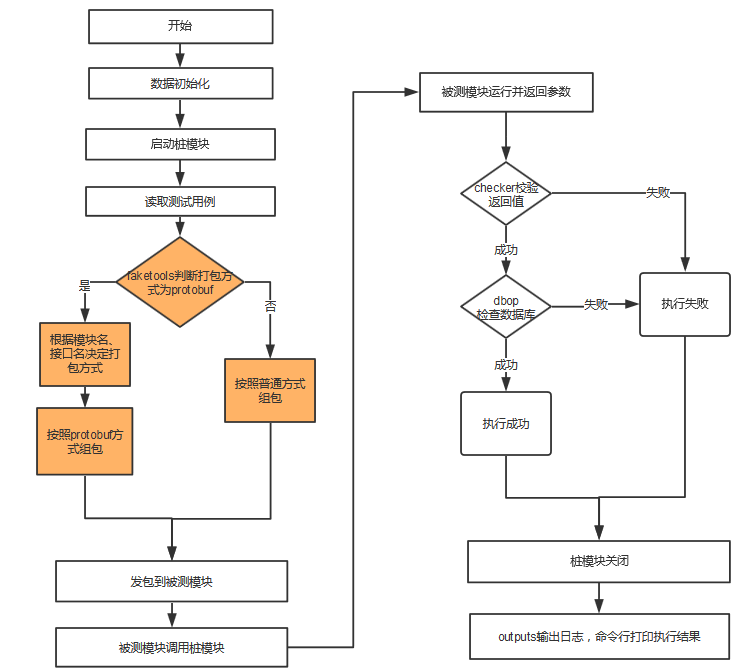 开始
数据初始化
启动桩模块
读取测试用例
faketools判断打包方
式为protobuf
是
否
根据模块名、
接口名决定打
包方式
按照protobuf方
式组包
按照普通方式
组包
发包到被测模块
被测模块调用桩模块
被测模块运行并返回参数
checker校验
返回值
失败
成功
dbop
检查数据库
失败
执行失败
成功
执行成功
桩模块关闭
outputs输出日志，命令行打印执行结果